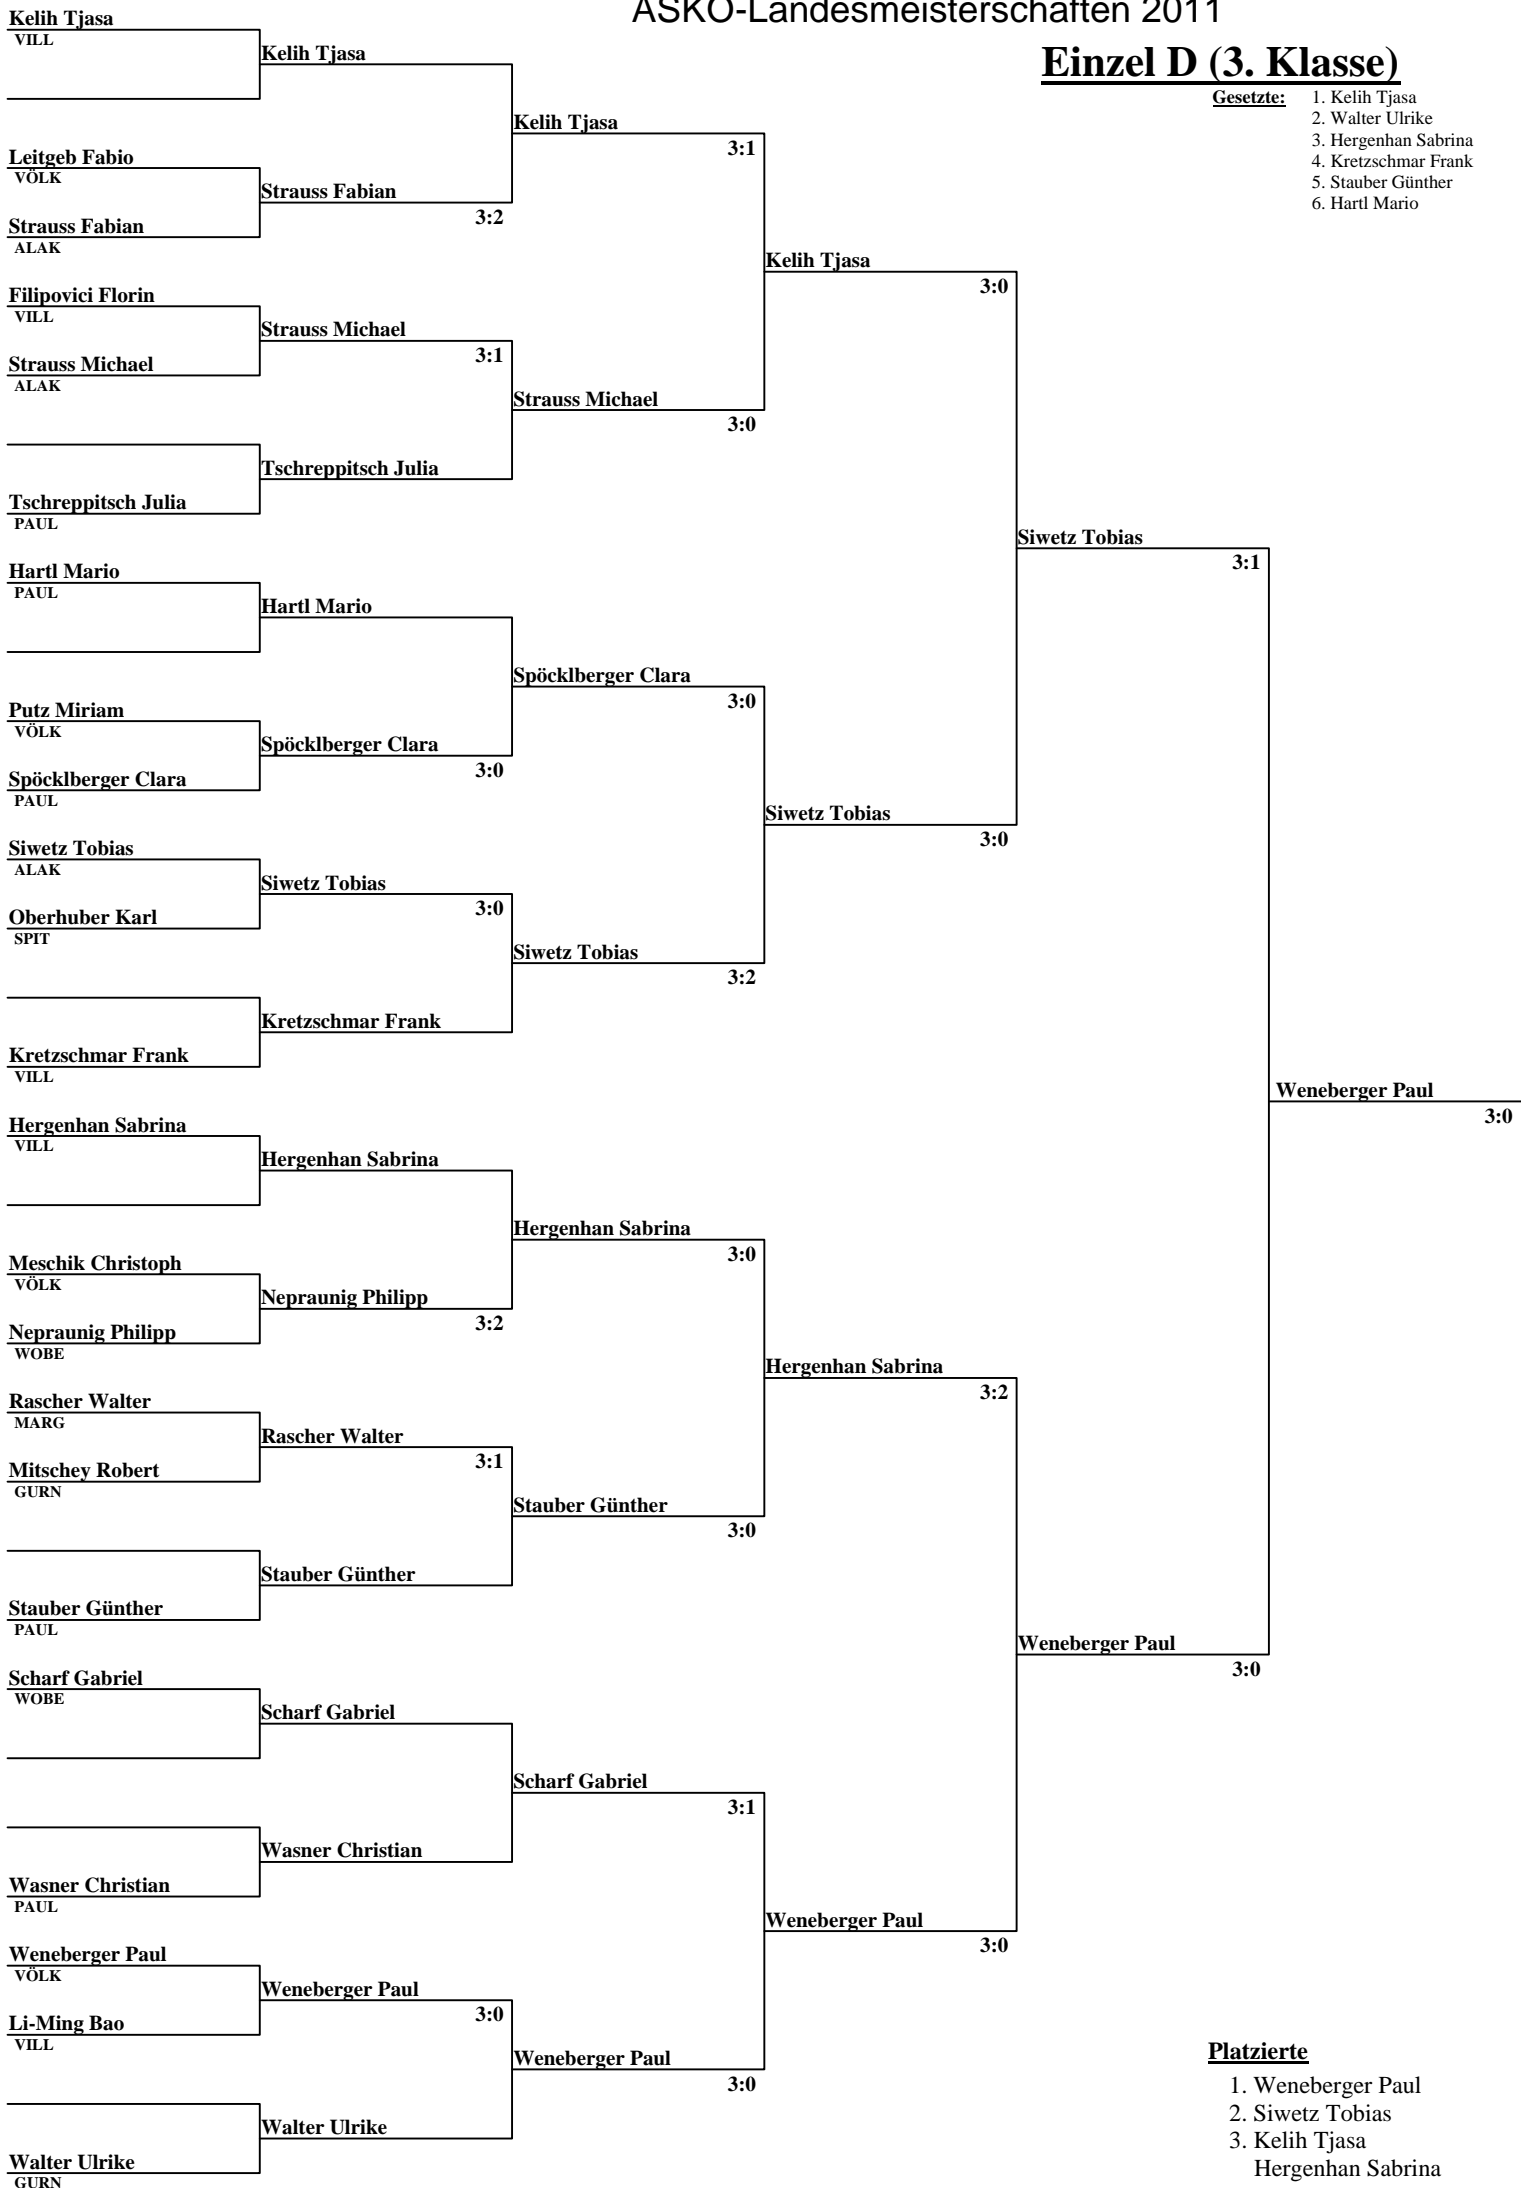 ASKÖ-Landesmeisterschaften 2011
Einzel D (3. Klasse)
Gesetzte: 1. Kelih Tjasa
2. Walter Ulrike
3. Hergenhan Sabrina
4. Kretzschmar Frank
5. Stauber Günther
6. Hartl Mario
Kelih Tjasa
VILL
Leitgeb Fabio
VÖLK
Strauss Fabian
ALAK
Filipovici Florin
VILL
Strauss Michael
ALAK
Tschreppitsch Julia
PAUL
Hartl Mario
PAUL
Putz Miriam
VÖLK
Spöcklberger Clara
PAUL
Siwetz Tobias
ALAK
Oberhuber Karl
SPIT
Kretzschmar Frank
VILL
Hergenhan Sabrina
VILL
Meschik Christoph
VÖLK
Nepraunig Philipp
WOBE
Rascher Walter
MARG
Mitschey Robert
GURN
Stauber Günther
PAUL
Scharf Gabriel
WOBE
Wasner Christian
PAUL
Weneberger Paul
VÖLK
Li-Ming Bao
VILL
Walter Ulrike
GURN
Kelih Tjasa
Strauss Fabian
3:2
Strauss Michael
3:1
Tschreppitsch Julia
Hartl Mario
Spöcklberger Clara
3:0
Siwetz Tobias
3:0
Kretzschmar Frank
Hergenhan Sabrina
Nepraunig Philipp
3:2
Rascher Walter
3:1
Stauber Günther
Scharf Gabriel
Wasner Christian
Weneberger Paul
3:0
Walter Ulrike
Kelih Tjasa
3:1
Strauss Michael
3:0
Spöcklberger Clara
3:0
Siwetz Tobias
3:2
Hergenhan Sabrina
3:0
Stauber Günther
3:0
Scharf Gabriel
3:1
Weneberger Paul
3:0
Kelih Tjasa
3:0
Siwetz Tobias
3:0
Hergenhan Sabrina
3:2
Weneberger Paul
3:0
Siwetz Tobias
3:1
Weneberger Paul
3:0
Weneberger Paul
3:0
Platzierte
1. Weneberger Paul
2. Siwetz Tobias
3. Kelih Tjasa
Hergenhan Sabrina